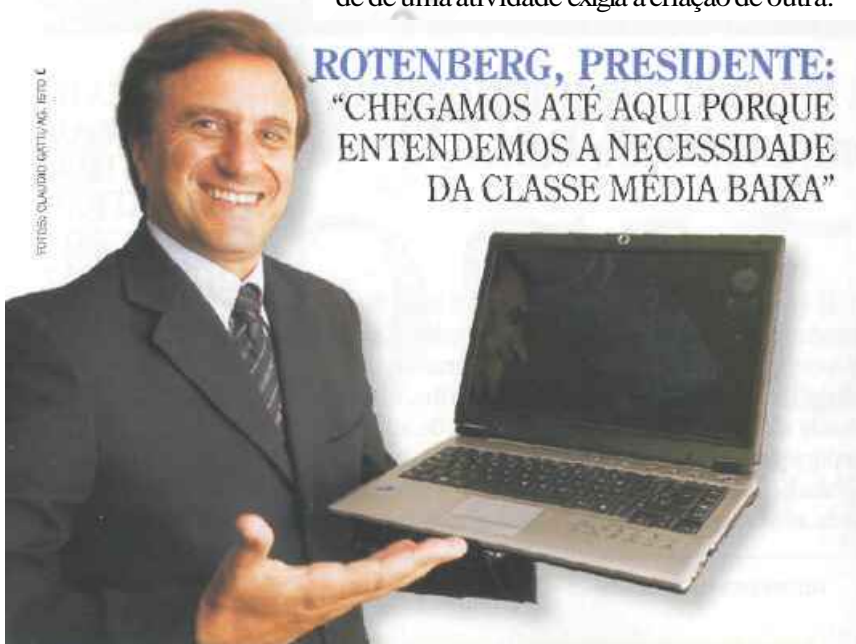 de de uma atividade exigia a criação de outra.
ROTENBERG, PRESIDENTE:
“CHEGAMOS ATÉ AQUI PORQUE
ENTENDEMOS A NECESSIDADE
DA CLASSE MÉDIA BAIXA”
FOTOS: CLAUDIO GATTI/AG. ISTO É